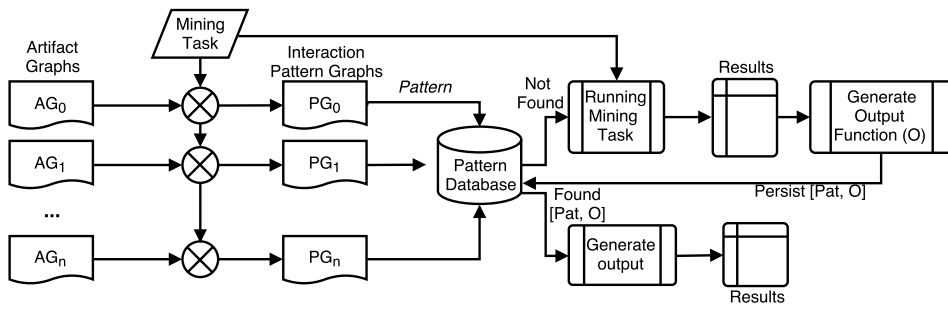 Mining
Task
Artifact
Graphs
Interaction
Pattern Graphs
Pattern
AG0
PG0
AG1
PG1
...
AGn
PGn
Pattern
Database
Not
Found
Running
Mining
Task
Results
Generate
Output
Function (O)
Persist [Pat, O]
Found
[Pat, O]
Generate
output
Results